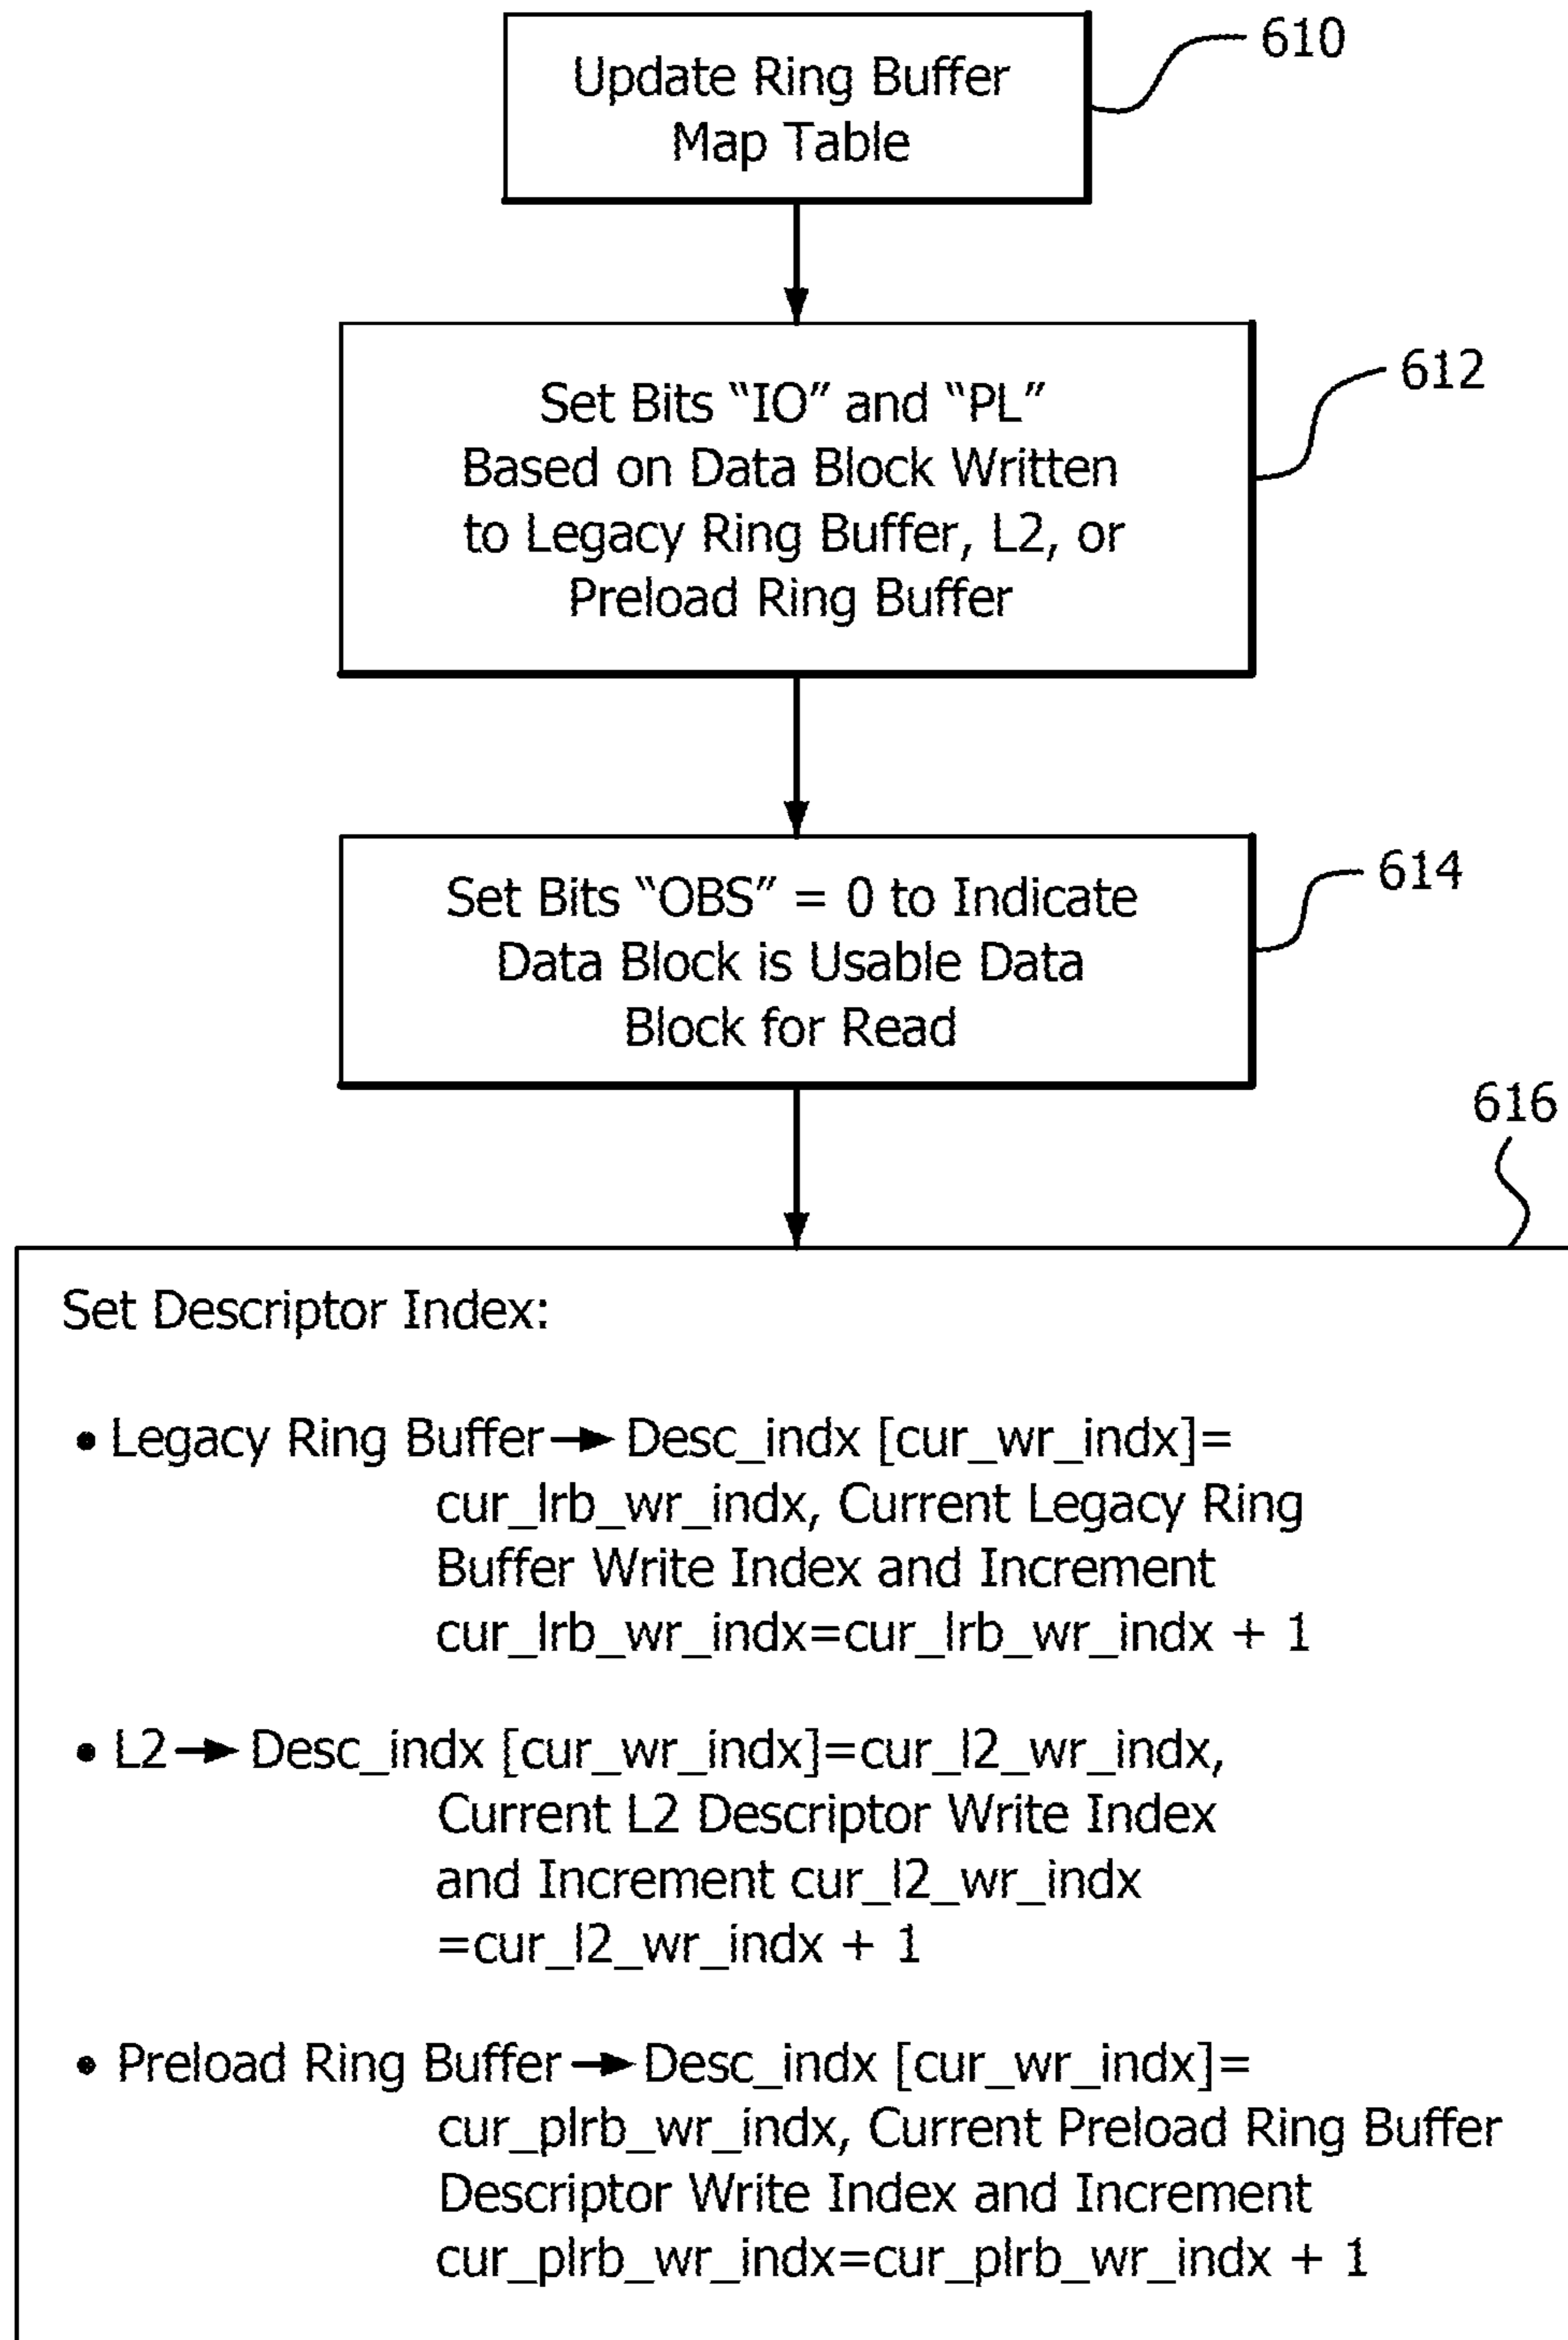 Update Ring Buffer
Map Table
610
Set Bits “IO” and “PL”
Based on Data Block Written
to Legacy Ring Buffer, L2, or
Preload Ring Buffer
612
Set Bits “OBS” = 0 to Indicate
Data Block is Usable Data
Block for Read
614
616
Set Descriptor Index:
• Legacy Ring Buffer → Desc_indx [cur_wr_indx]=
cur_lrb_wr_indx, Current Legacy Ring
Buffer Write Index and Increment
cur_lrb_wr_indx=cur_lrb_wr_indx + 1
• L2 → Desc_indx [cur_wr_indx]=cur_l2_wr_indx,
Current L2 Descriptor Write Index
and Increment cur_l2_wr_indx
=cur_l2_wr_indx + 1
• Preload Ring Buffer → Desc_indx [cur_wr_indx]=
cur_plrb_wr_indx, Current Preload Ring Buffer
Descriptor Write Index and Increment
cur_plrb_wr_indx=cur_plrb_wr_indx + 1